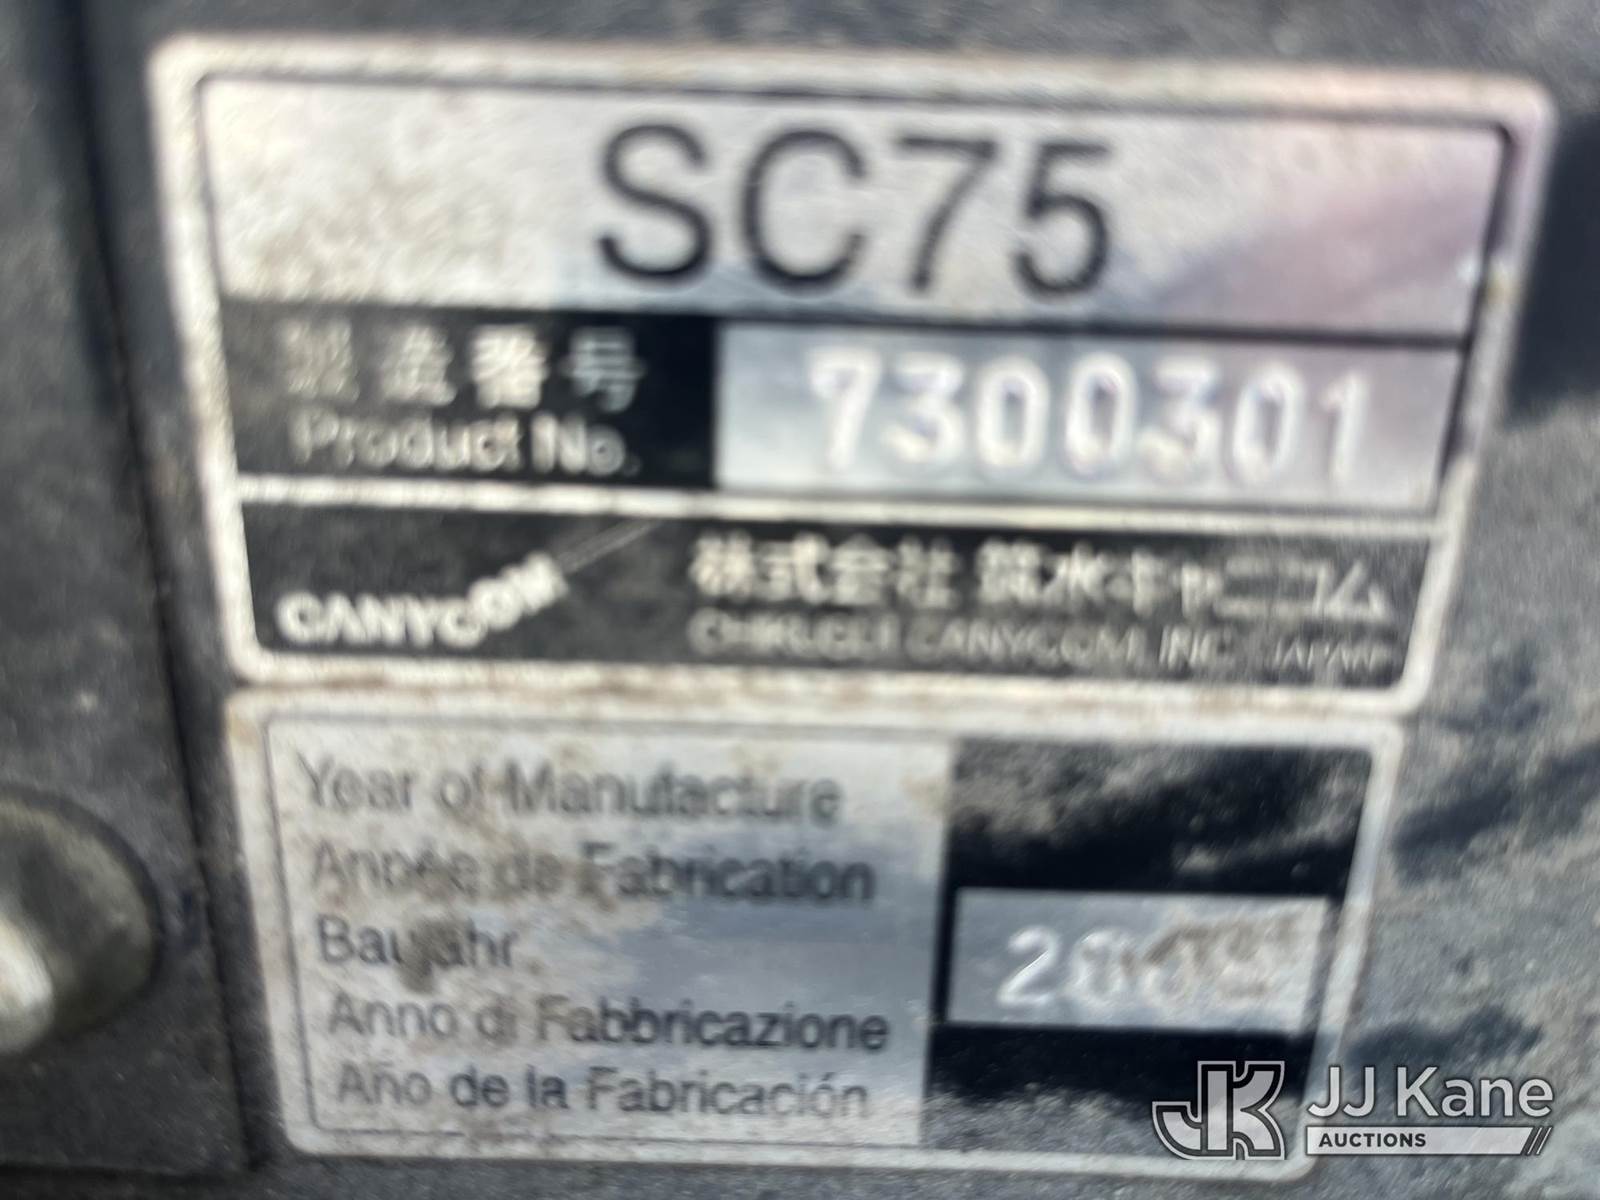 SC75
製造番号
7300301
Product No.
CANYCOM
株式会社 筑水キャニコム
CHIKUSUI CANYCOM, INC. JAPAN
Year of Manufacture
Année de Fabrication
Baujahr
Anno di Fabbricazione
Año de la Fabricación
JJ Kane
AUCTIONS